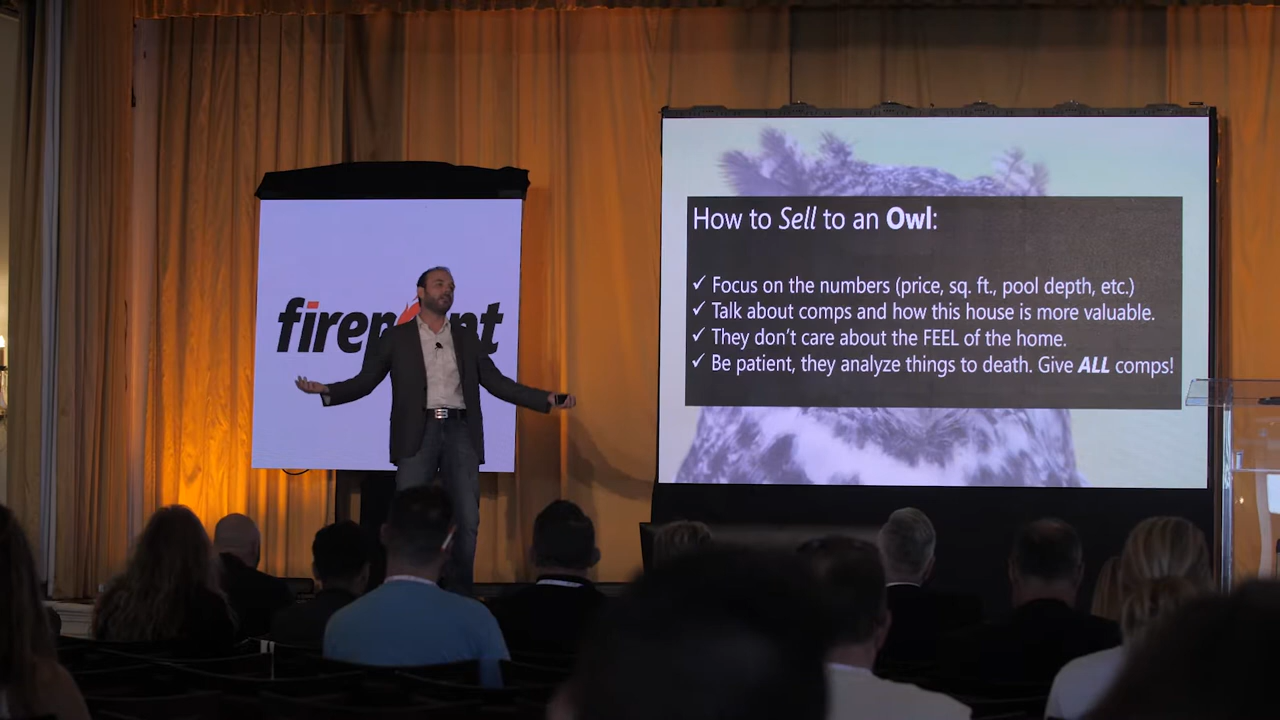 How to Sell to an Owl:
✓ Focus on the numbers (price, sq. ft., pool depth, etc.)
✓ Talk about comps and how this house is more valuable.
✓ They don't care about the FEEL of the home.
✓ Be patient, they analyze things to death. Give ALL comps!